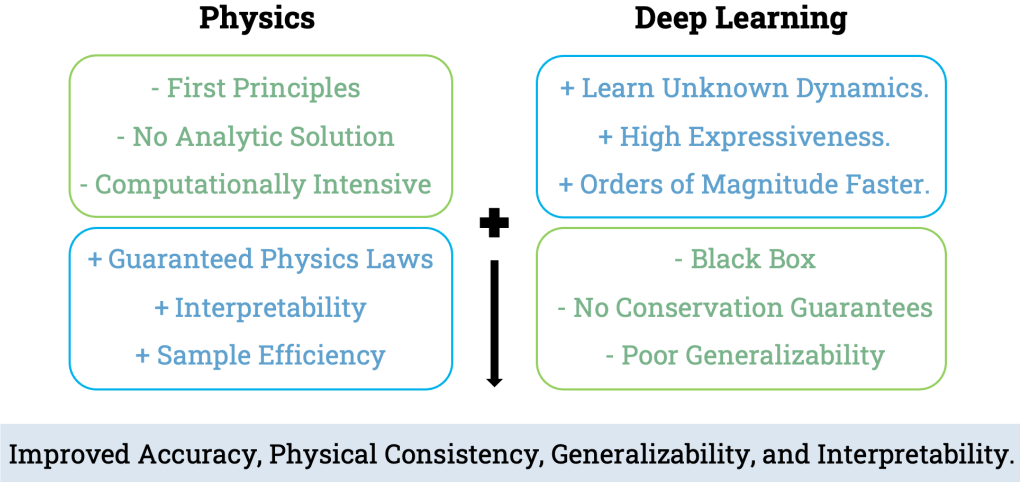 Physics
- First Principles
- No Analytic Solution
- Computationally Intensive
+ Guaranteed Physics Laws
+ Interpretability
+ Sample Efficiency
Deep Learning
+ Learn Unknown Dynamics.
+ High Expressiveness.
+ Orders of Magnitude Faster.
- Black Box
- No Conservation Guarantees
- Poor Generalizability
Improved Accuracy, Physical Consistency, Generalizability, and Interpretability.